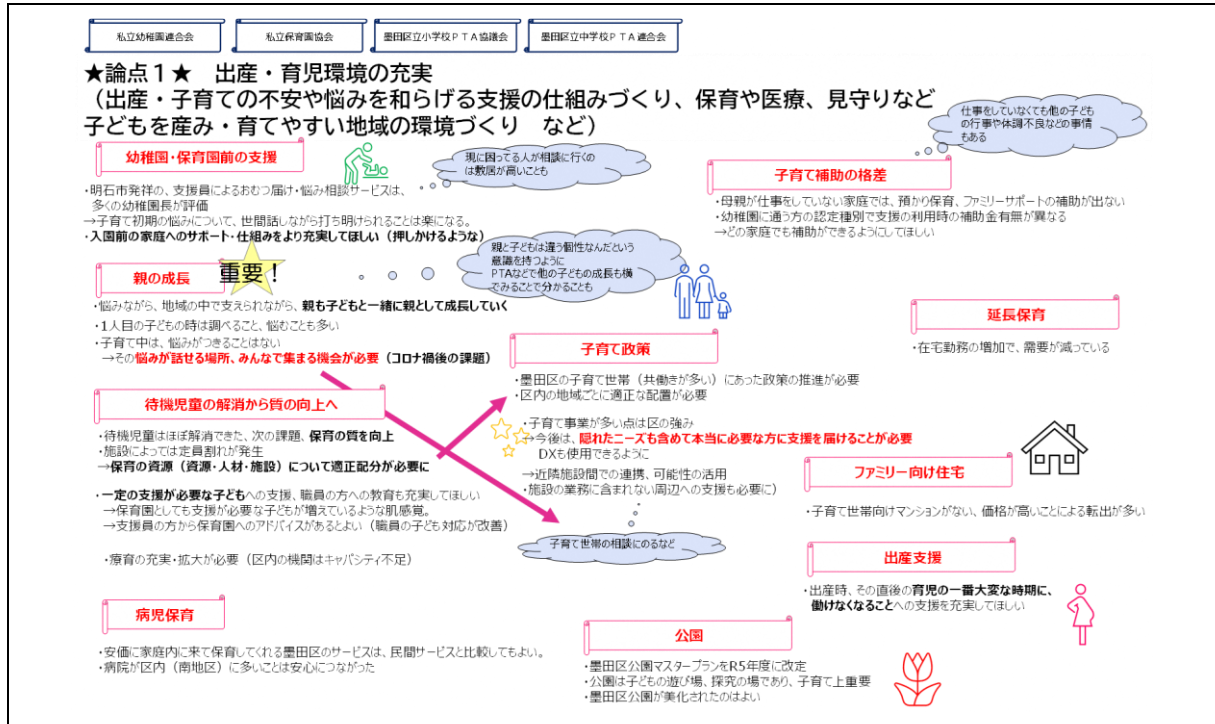 私立幼稚園連合会
私立保育園協会
墨田区立小学校PTA協議会
墨田区立中学校PTA連合会
★論点1★　出産・育児環境の充実
（出産・子育ての不安や悩みを和らげる支援の仕組みづくり、保育や医療、見守りなど
子どもを産み・育てやすい地域の環境づくり　など）
仕事をしていなくても他の子ども
の行事や体調不良などの事情
もある
幼稚園・保育園前の支援
現に困ってる人が相談に行くの
は敷居が高いことも
・明石市発祥の、支援員によるおむつ届け・悩み相談サービスは、
多くの幼稚園長が評価
→子育て初期の悩みについて、世間話しながら打ち明けられることは楽になる。
・入園前の家庭へのサポート・仕組みをより充実してほしい（押しかけるような）
子育て補助の格差
・母親が仕事をしていない家庭では、預かり保育、ファミリーサポートの補助が出ない
・幼稚園に通う方の認定種別で支援の利用時の補助金有無が異なる
→どの家庭でも補助ができるようにしてほしい
親の成長
重要！
親と子どもは違う個性なんだという
意識を持つように
PTAなどで他の子どもの成長も横
でみることで分かることも
・悩みながら、地域の中で支えられながら、親も子どもと一緒に親として成長していく
・1人目の子どもの時は調べること、悩むことも多い
・子育て中は、悩みがつきることはない
→その悩みが話せる場所、みんなで集まる機会が必要（コロナ禍後の課題）
延長保育
・在宅勤務の増加で、需要が減っている
子育て政策
・墨田区の子育て世帯（共働きが多い）にあった政策の推進が必要
・区内の地域ごとに適正な配置が必要
・子育て事業が多い点は区の強み
→今後は、隠れたニーズも含めて本当に必要な方に支援を届けることが必要
DXも使用できるように
→近隣施設間での連携、可能性の活用
・施設の業務に含まれない周辺への支援も必要に）
子育て世帯の相談にのるなど
待機児童の解消から質の向上へ
・待機児童はほぼ解消できた、次の課題、保育の質を向上
・施設によっては定員割れが発生
→保育の資源（資源・人材・施設）について適正配分が必要に
・一定の支援が必要な子どもへの支援、職員の方への教育も充実してほしい
→保育園としても支援が必要な子どもが増えているような肌感覚。
→支援員の方から保育園へのアドバイスがあるとよい（職員の子ども対応が改善）
・療育の充実・拡大が必要（区内の機関はキャパシティ不足）
ファミリー向け住宅
・子育て世帯向けマンションがない、価格が高いことによる転出が多い
出産支援
・出産時、その直後の育児の一番大変な時期に、
働けなくなることへの支援を充実してほしい
病児保育
・安価に家庭内に来て保育してくれる墨田区のサービスは、民間サービスと比較してもよい。
・病院が区内（南地区）に多いことは安心につながった
公園
・墨田区公園マスタープランをR5年度に改定
・公園は子どもの遊び場、探究の場であり、子育て上重要
・墨田区公園が美化されたのはよい